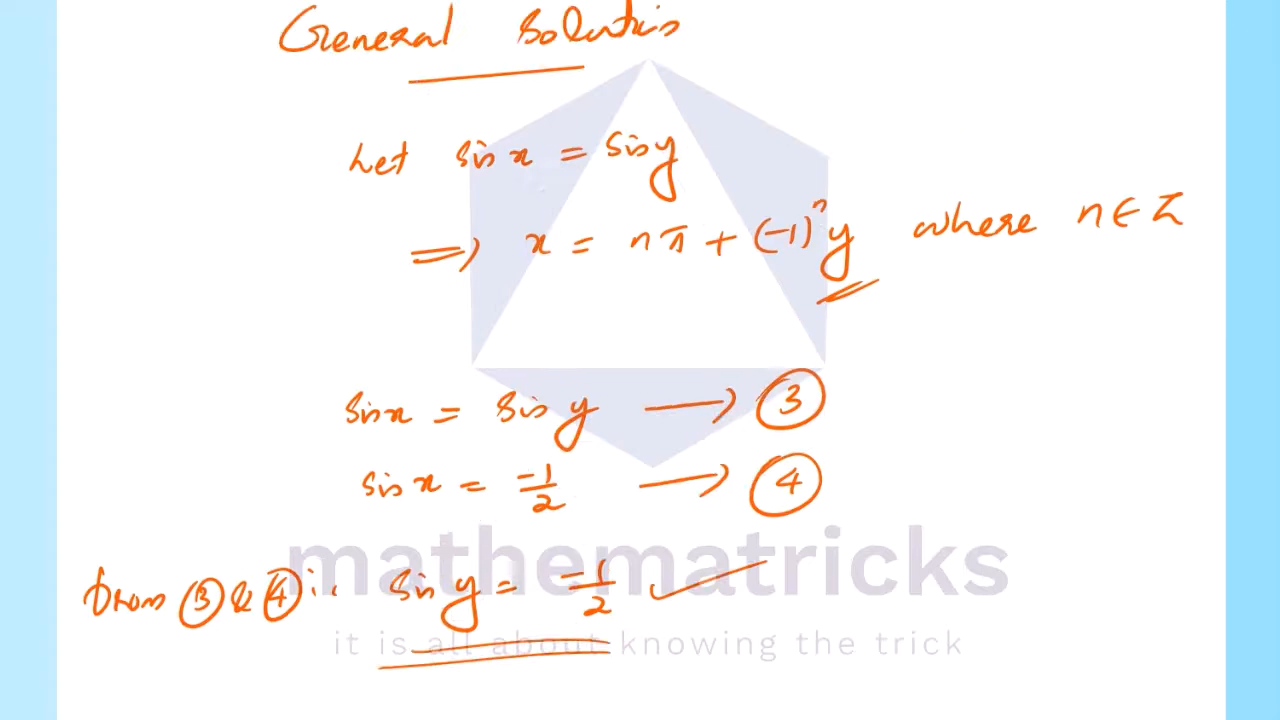 General Solutions
Let sin x = sin y
⇒ x = nπ + (-1)ⁿ y where n ∈ Z
sin x = sin y → ③
sin x = -1/2 → ④
mathematricks
from ③ & ④ :. sin y = -1/2
it is all about knowing the trick